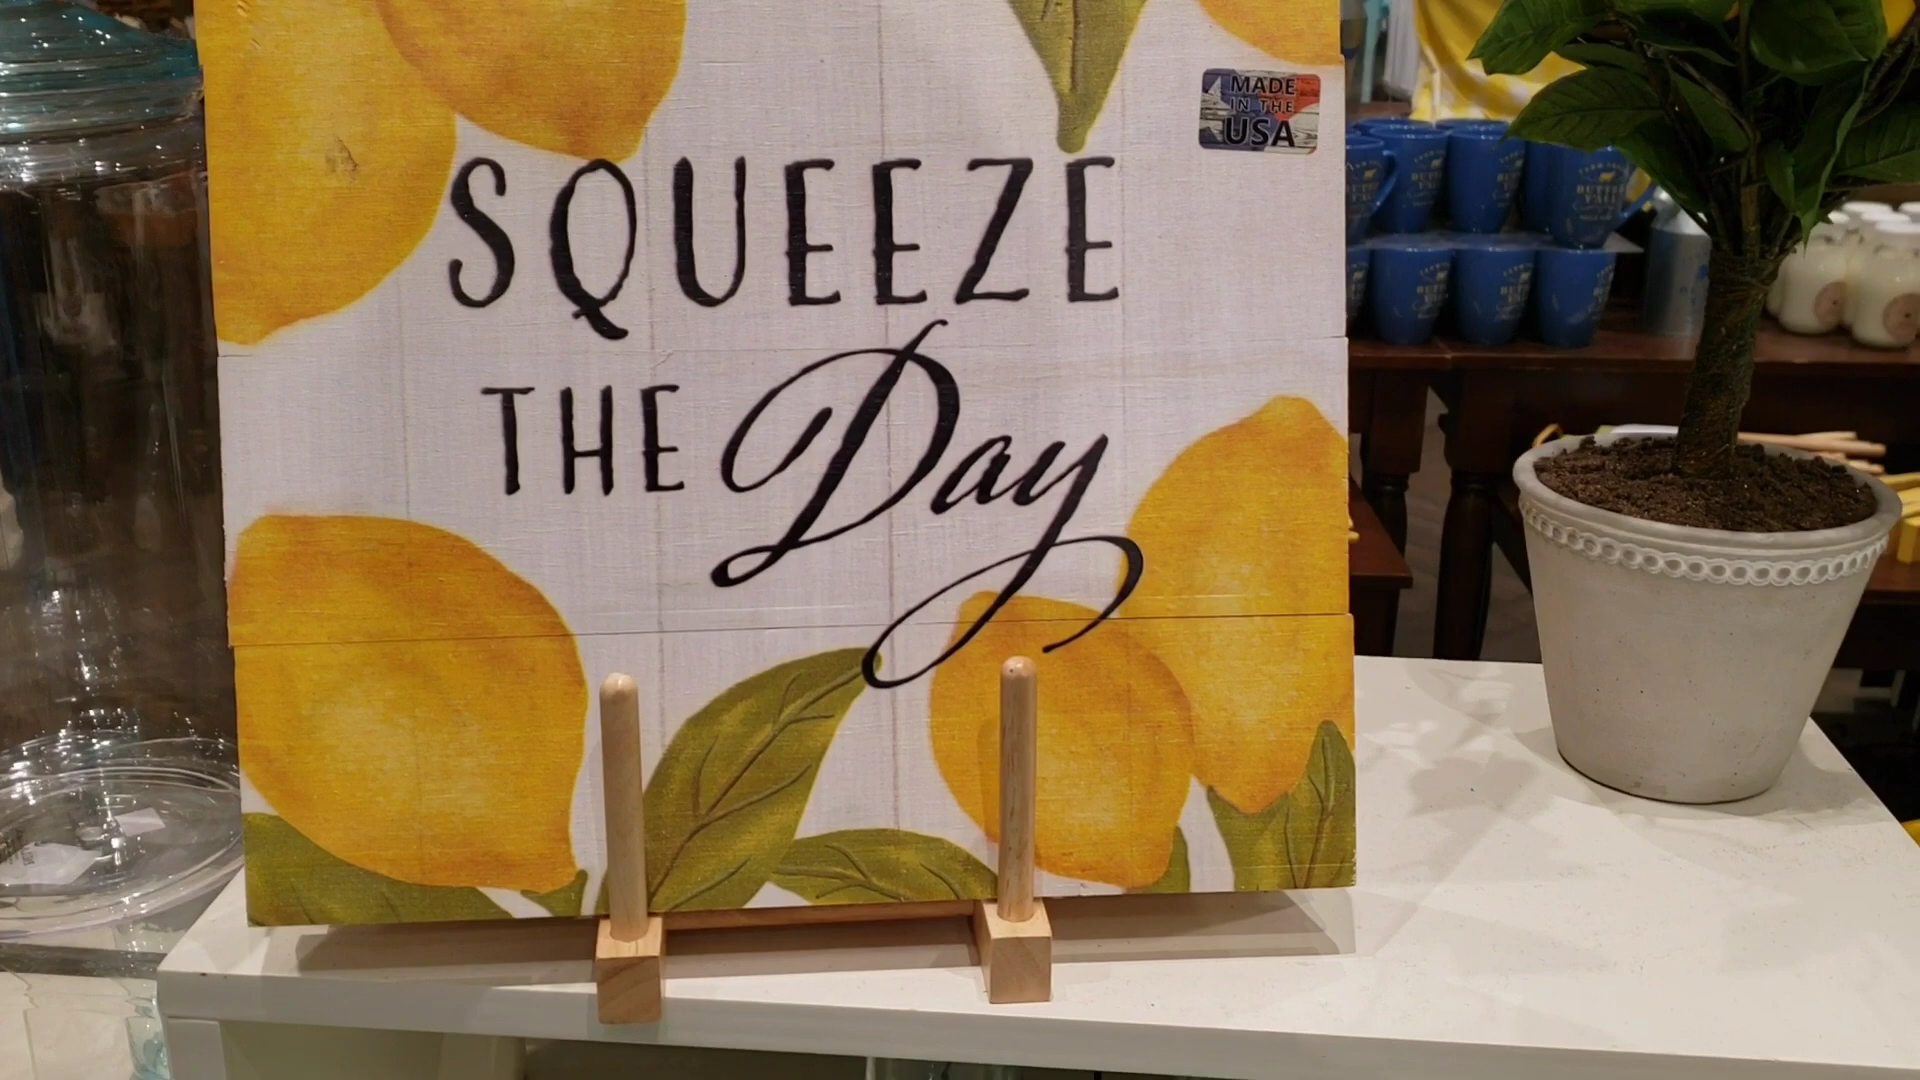 MADE
IN THE
USA
SQUEEZE
THE Day